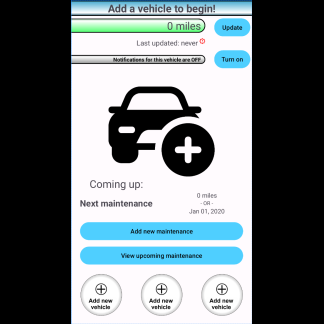 Add a vehicle to begin!
0 miles
Update
Last updated: never
Notifications for this vehicle are OFF
Turn on
Coming up:
Next maintenance
0 miles
- OR -
Jan 01, 2020
Add new maintenance
View upcoming maintenance
Add new vehicle
Add new vehicle
Add new vehicle